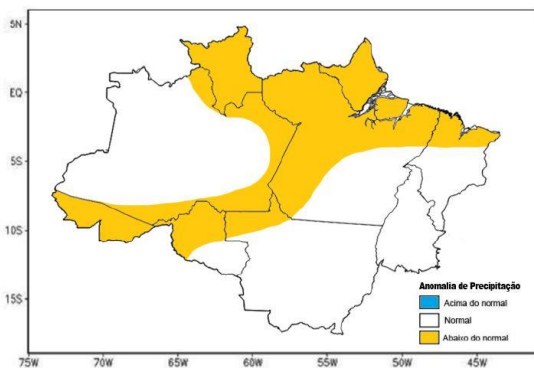 5N
EQ
5S
10S
15S
75W 70W 65W 60W 55W 50W 45W
Anomalia de Precipitação
Acima do normal
Normal
Abaixo do normal